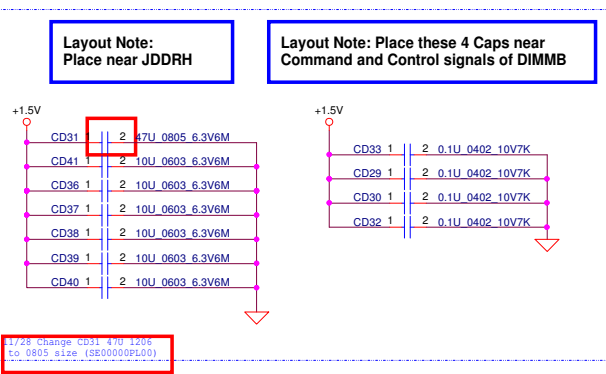 Layout Note:
Place near JDDRH
Layout Note: Place these 4 Caps near
Command and Control signals of DIMMB
+1.5V
CD31 1 2 47U_0805_6.3V6M
CD41 1 2 10U_0603_6.3V6M
CD36 1 2 10U_0603_6.3V6M
CD37 1 2 10U_0603_6.3V6M
CD38 1 2 10U_0603_6.3V6M
CD39 1 2 10U_0603_6.3V6M
CD40 1 2 10U_0603_6.3V6M
+1.5V
CD33 1 2 0.1U_0402_10V7K
CD29 1 2 0.1U_0402_10V7K
CD30 1 2 0.1U_0402_10V7K
CD32 1 2 0.1U_0402_10V7K
11/28 Change CD31 47U 1206
to 0805 size (SE00000PL00)